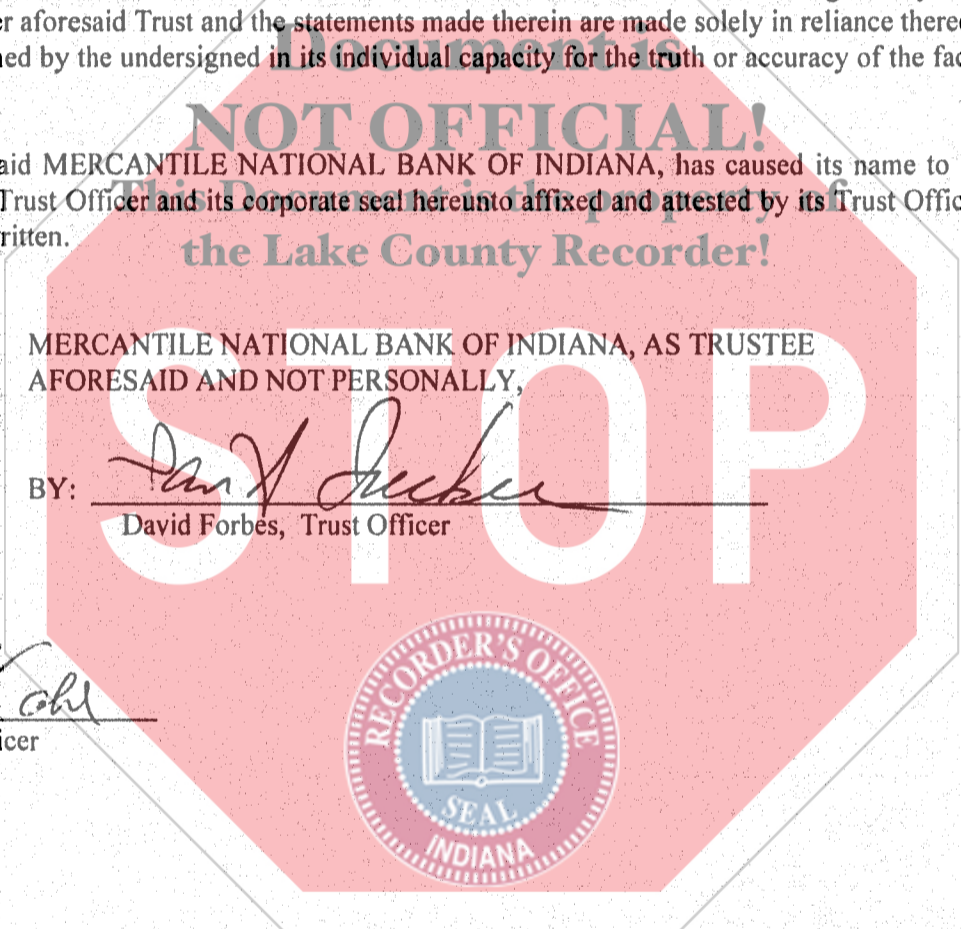 r aforesaid Trust and the statements made therein are made solely in reliance there
ned by the undersigned in its individual capacity for the truth or accuracy of the fac
Document is
NOT OFFICIAL!
aid MERCANTILE NATIONAL BANK OF INDIANA, has caused its name to
Trust Officer and its corporate seal hereunto affixed and attested by its Trust Offic
This Document is the property of
ritten.
the Lake County Recorder!
STOP
MERCANTILE NATIONAL BANK OF INDIANA, AS TRUSTEE
AFORESAID AND NOT PERSONALLY,
BY:
David Forbes, Trust Officer
icer
RECORDER'S OFFICE
SEAL
INDIANA